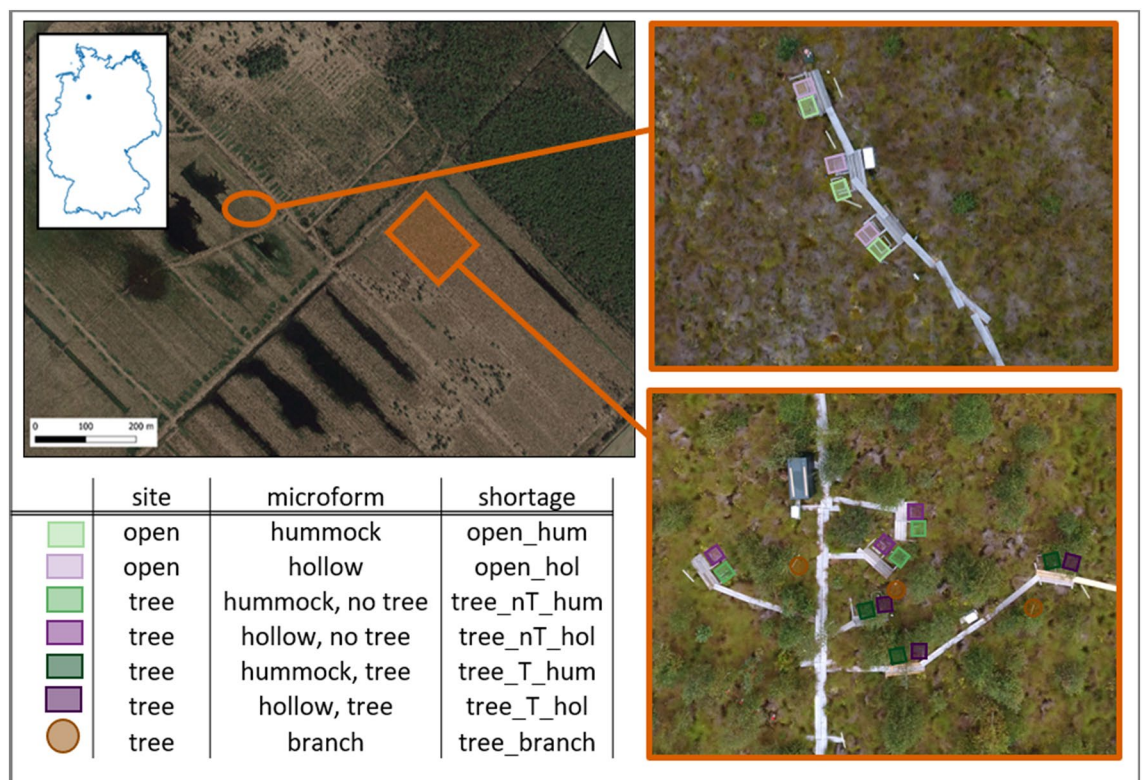 0 100 200 m
site microform shortage
open hummock open_hum
open hollow open_hol
tree hummock, no tree tree_nT_hum
tree hollow, no tree tree_nT_hol
tree hummock, tree tree_T_hum
tree hollow, tree tree_T_hol
tree branch tree_branch